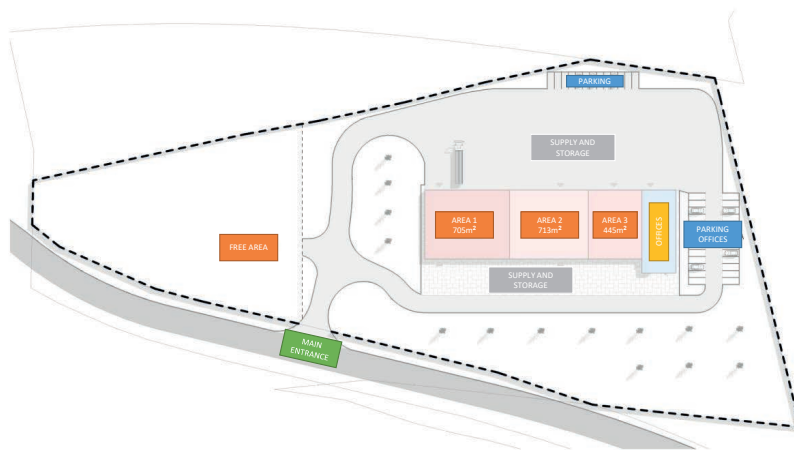 PARKING
SUPPLY AND
STORAGE
AREA 1
705m²
AREA 2
713m²
AREA 3
445m²
OFFICES
PARKING
OFFICES
FREE AREA
SUPPLY AND
STORAGE
MAIN
ENTRANCE